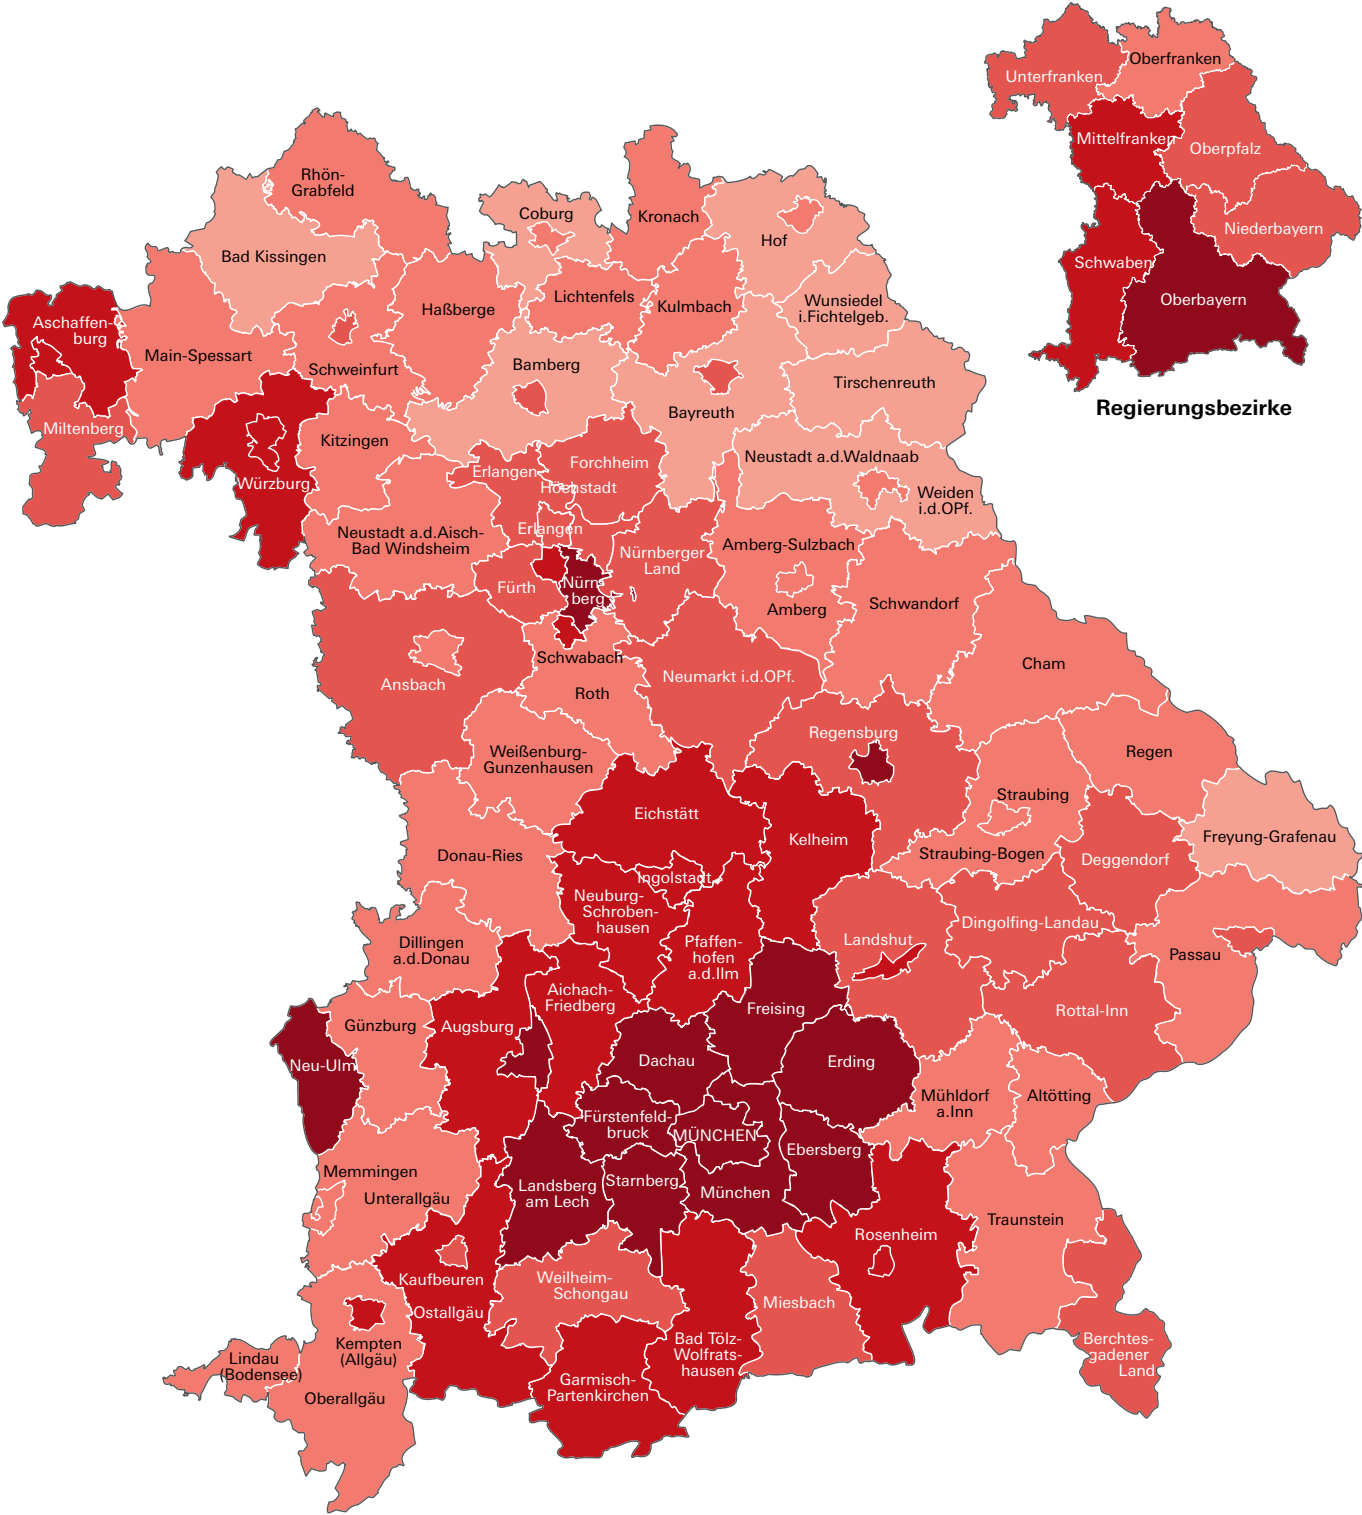 Unterfranken
Oberfranken
Mittelfranken
Oberpfalz
Niederbayern
Schwaben
Oberbayern
Regierungsbezirke
Rhön-
Grabfeld
Coburg
Kronach
Hof
Bad Kissingen
Haßberge
Lichtenfels
Kulmbach
Wunsiedel
i.Fichtelgeb.
Aschaffen-
burg
Main-Spessart
Schweinfurt
Bamberg
Tirschenreuth
Bayreuth
Miltenberg
Kitzingen
Würzburg
Erlangen
Höchstadt
Forchheim
Neustadt a.d.Waldnaab
Weiden
i.d.OPf.
Neustadt a.d.Aisch-
Bad Windsheim
Erlangen
Nürnberger
Land
Amberg-Sulzbach
Fürth
Nürn
berg
Amberg
Schwandorf
Schwabach
Ansbach
Roth
Neumarkt i.d.OPf.
Cham
Regensburg
Weißenburg-
Gunzenhausen
Regen
Straubing
Eichstätt
Kelheim
Freyung-Grafenau
Donau-Ries
Straubing-Bogen
Deggendorf
Ingolstadt
Neuburg-
Schroben-
hausen
Dingolfing-Landau
Dillingen
a.d.Donau
Pfaffen-
hofen
a.d.Ilm
Landshut
Passau
Aichach-
Friedberg
Günzburg
Augsburg
Freising
Rottal-Inn
Neu-Ulm
Dachau
Erding
Mühldorf
a.Inn
Altötting
Fürstenfeld-
bruck
MÜNCHEN
Ebersberg
Memmingen
Unterallgäu
Landsberg
am Lech
Starnberg
München
Traunstein
Rosenheim
Kaufbeuren
Ostallgäu
Weilheim-
Schongau
Miesbach
Kempten
(Allgäu)
Bad Tölz-
Wolfrats-
hausen
Berchtes-
gadener
Land
Lindau
(Bodensee)
Oberallgäu
Garmisch-
Partenkirchen